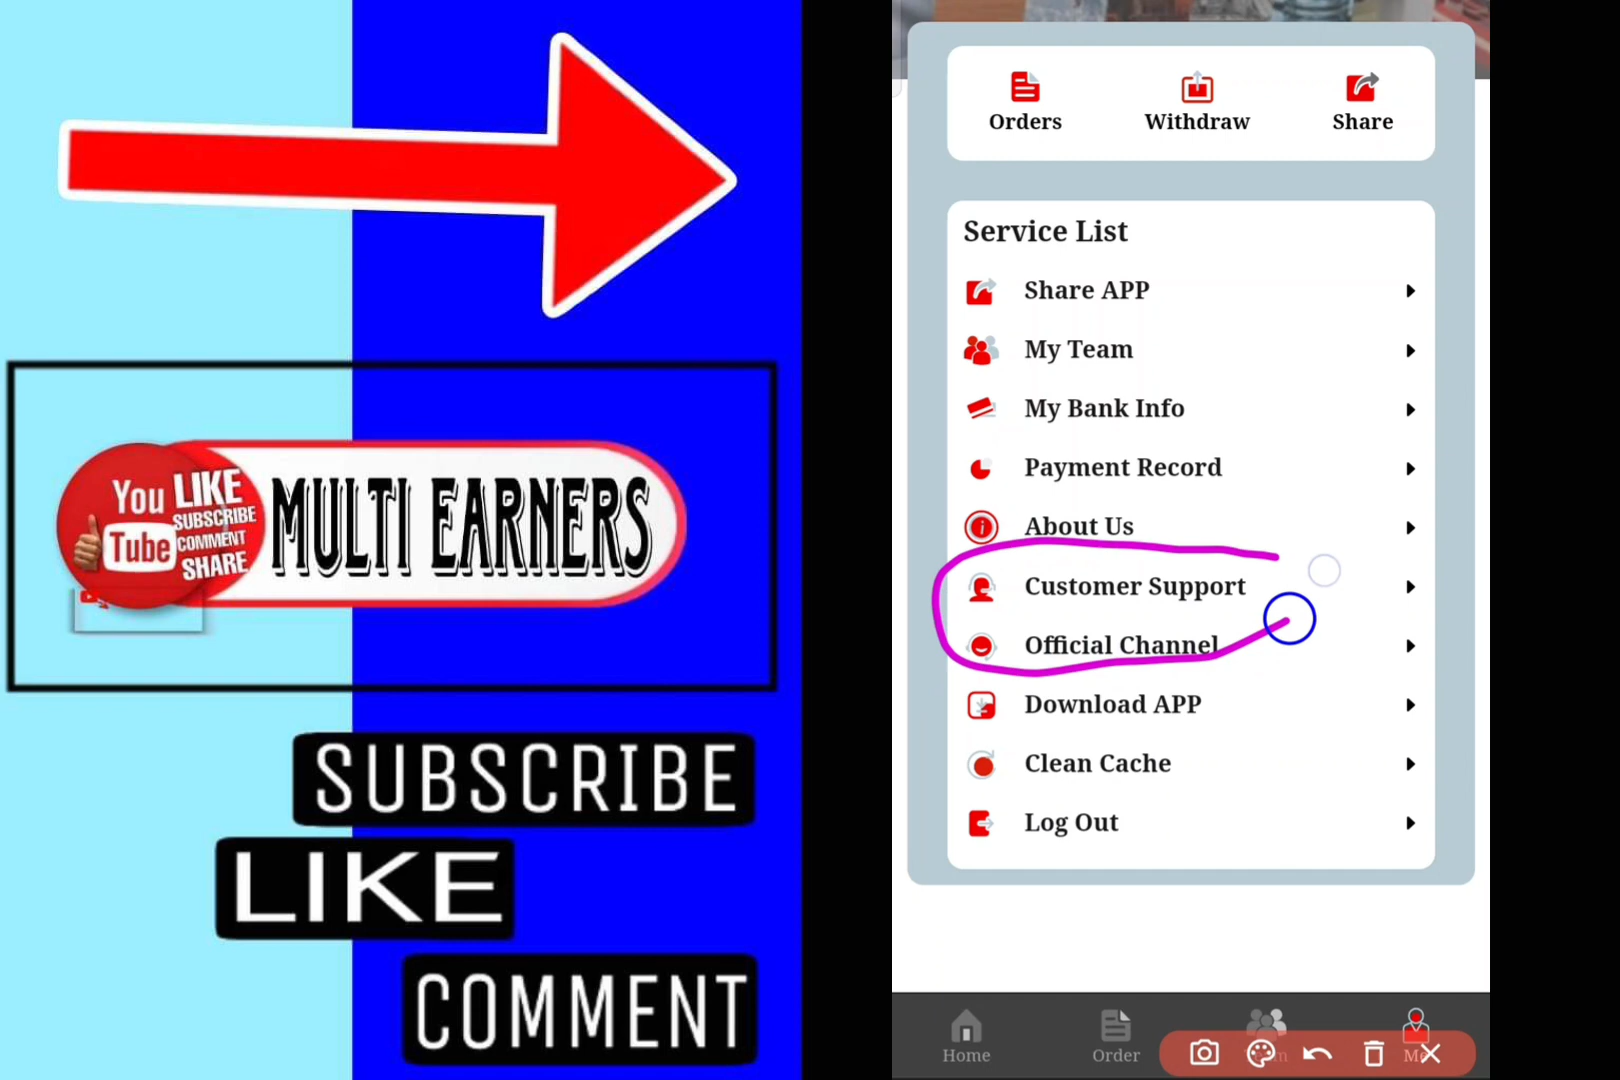 You
Tube
LIKE
SUBSCRIBE
COMMENT
SHARE
MULTI EARNERS
SUBSCRIBE
LIKE
COMMENT
Orders
Withdraw
Share
Service List
Share APP
My Team
My Bank Info
Payment Record
About Us
Customer Support
Official Channel
Download APP
Clean Cache
Log Out
Home
Order
Me